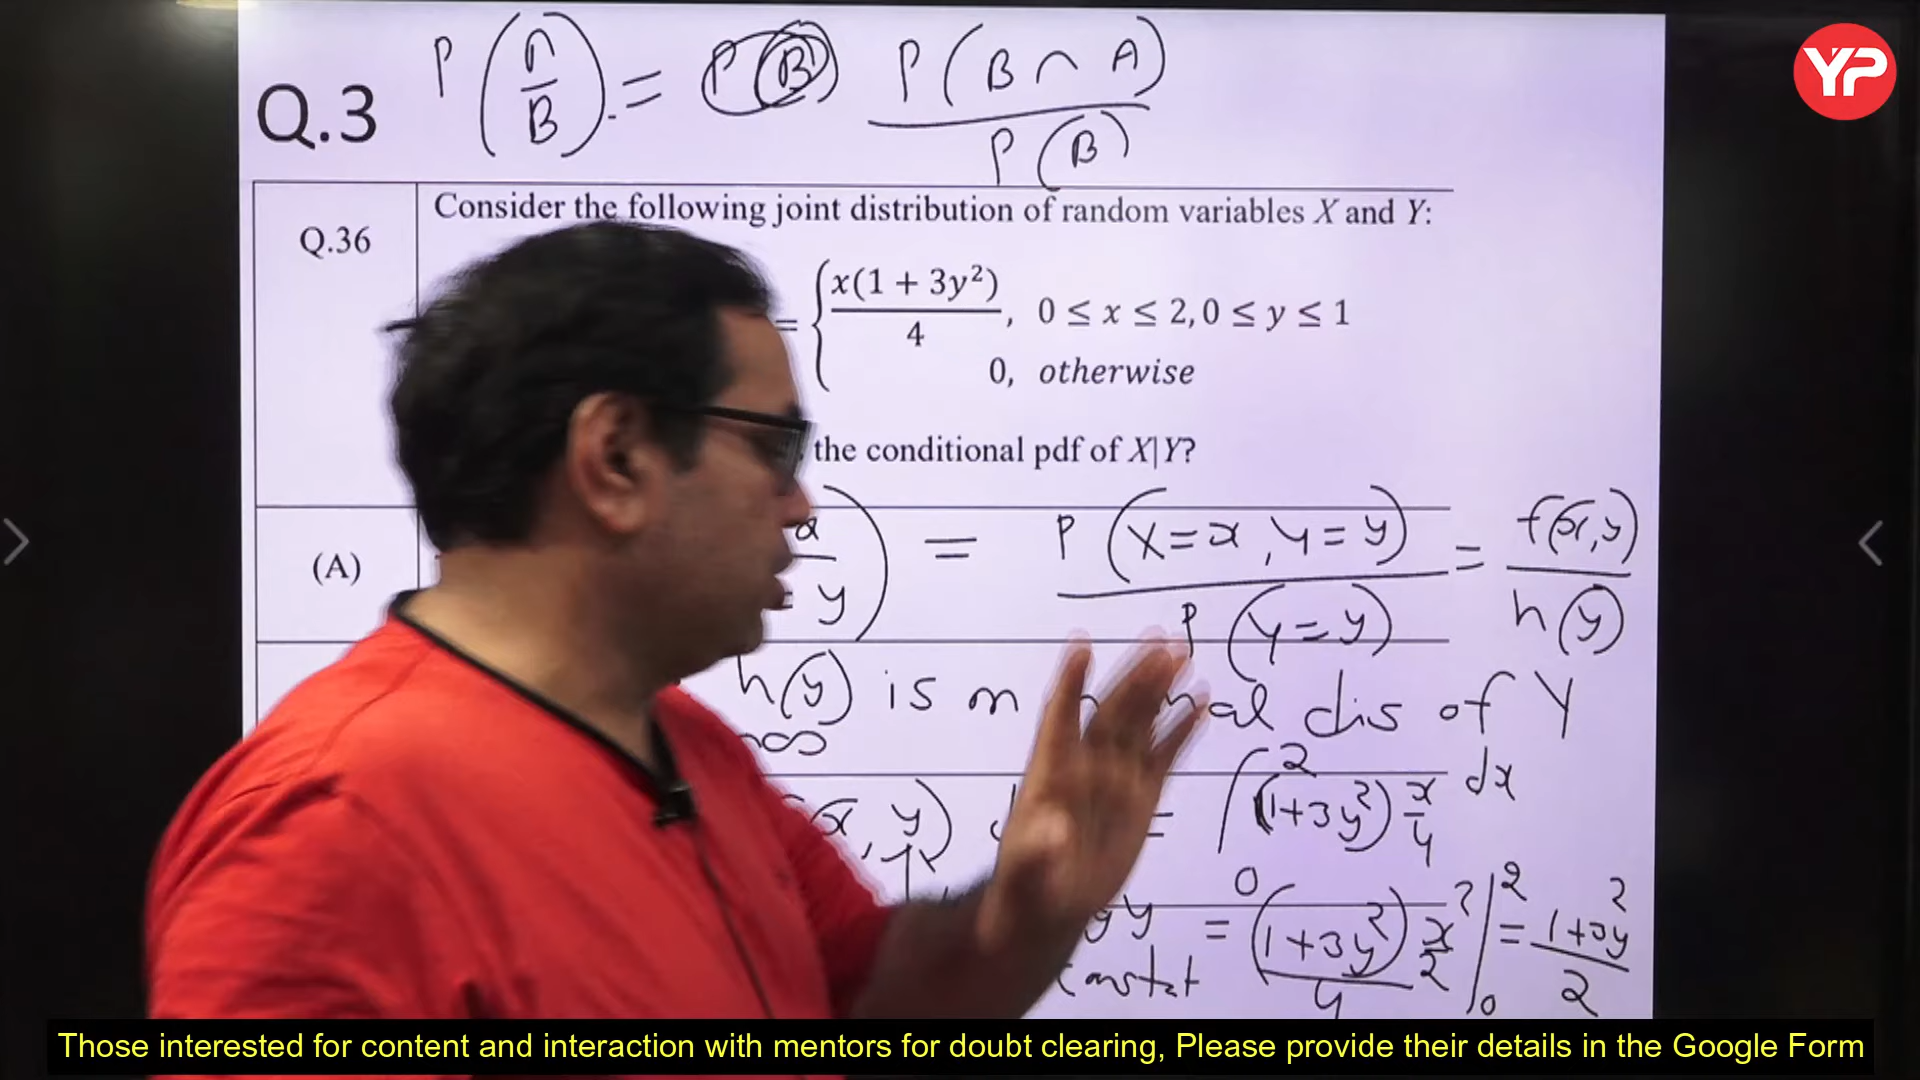 YP
Q.3 P(A/B) = P(B) P(B ∩ A) / P(B)
Q.36 Consider the following joint distribution of random variables X and Y:
= { x(1 + 3y²)/4, 0 ≤ x ≤ 2, 0 ≤ y ≤ 1
0, otherwise
the conditional pdf of X|Y?
(A) x / = y ) = P(X=x, Y=y) / P(Y=y) = f(x,y) / h(y)
h(y) is m nal dis of Y
∞
(x, y) d = ∫₀² (1+3y²) x/4 dx
y
constat = (1+3y²)/4 x²/2 |₀² = 1+3y²/2
Those interested for content and interaction with mentors for doubt clearing, Please provide their details in the Google Form